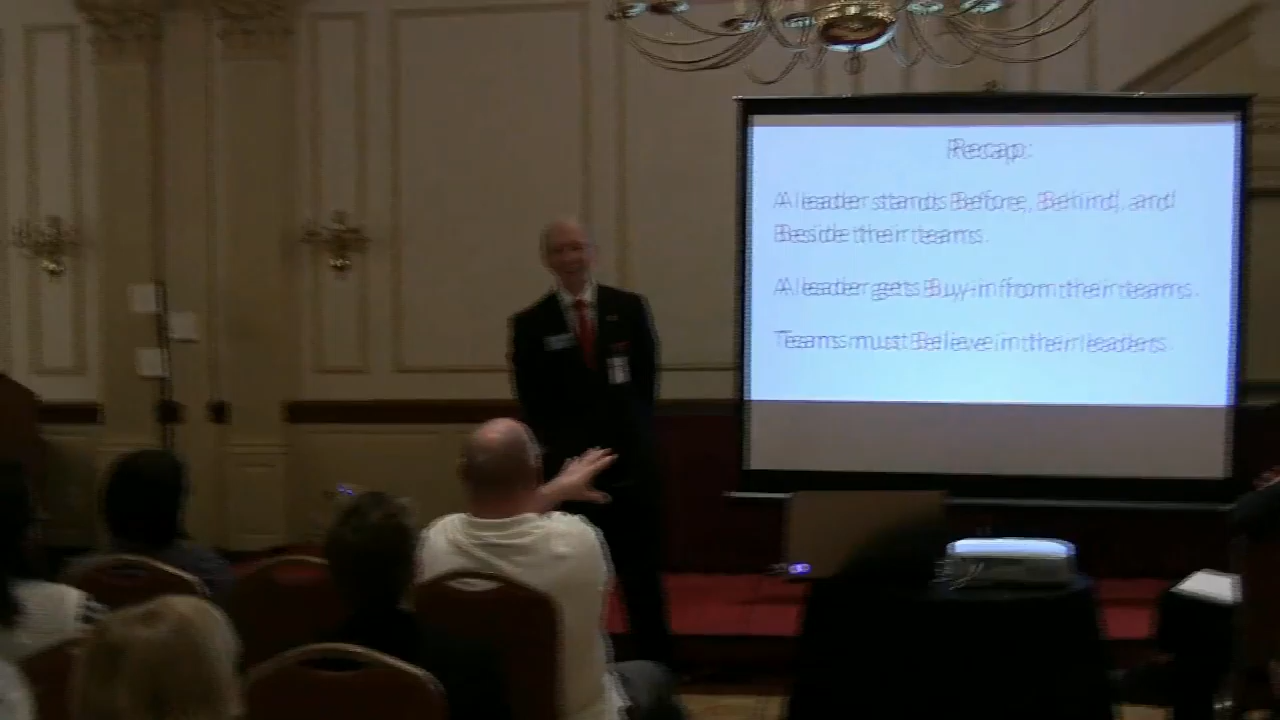 Recap:
A leader stands Before, Behind, and
Beside their teams.
A leader gets Buy-in from their teams.
Teams must Believe in their leaders.